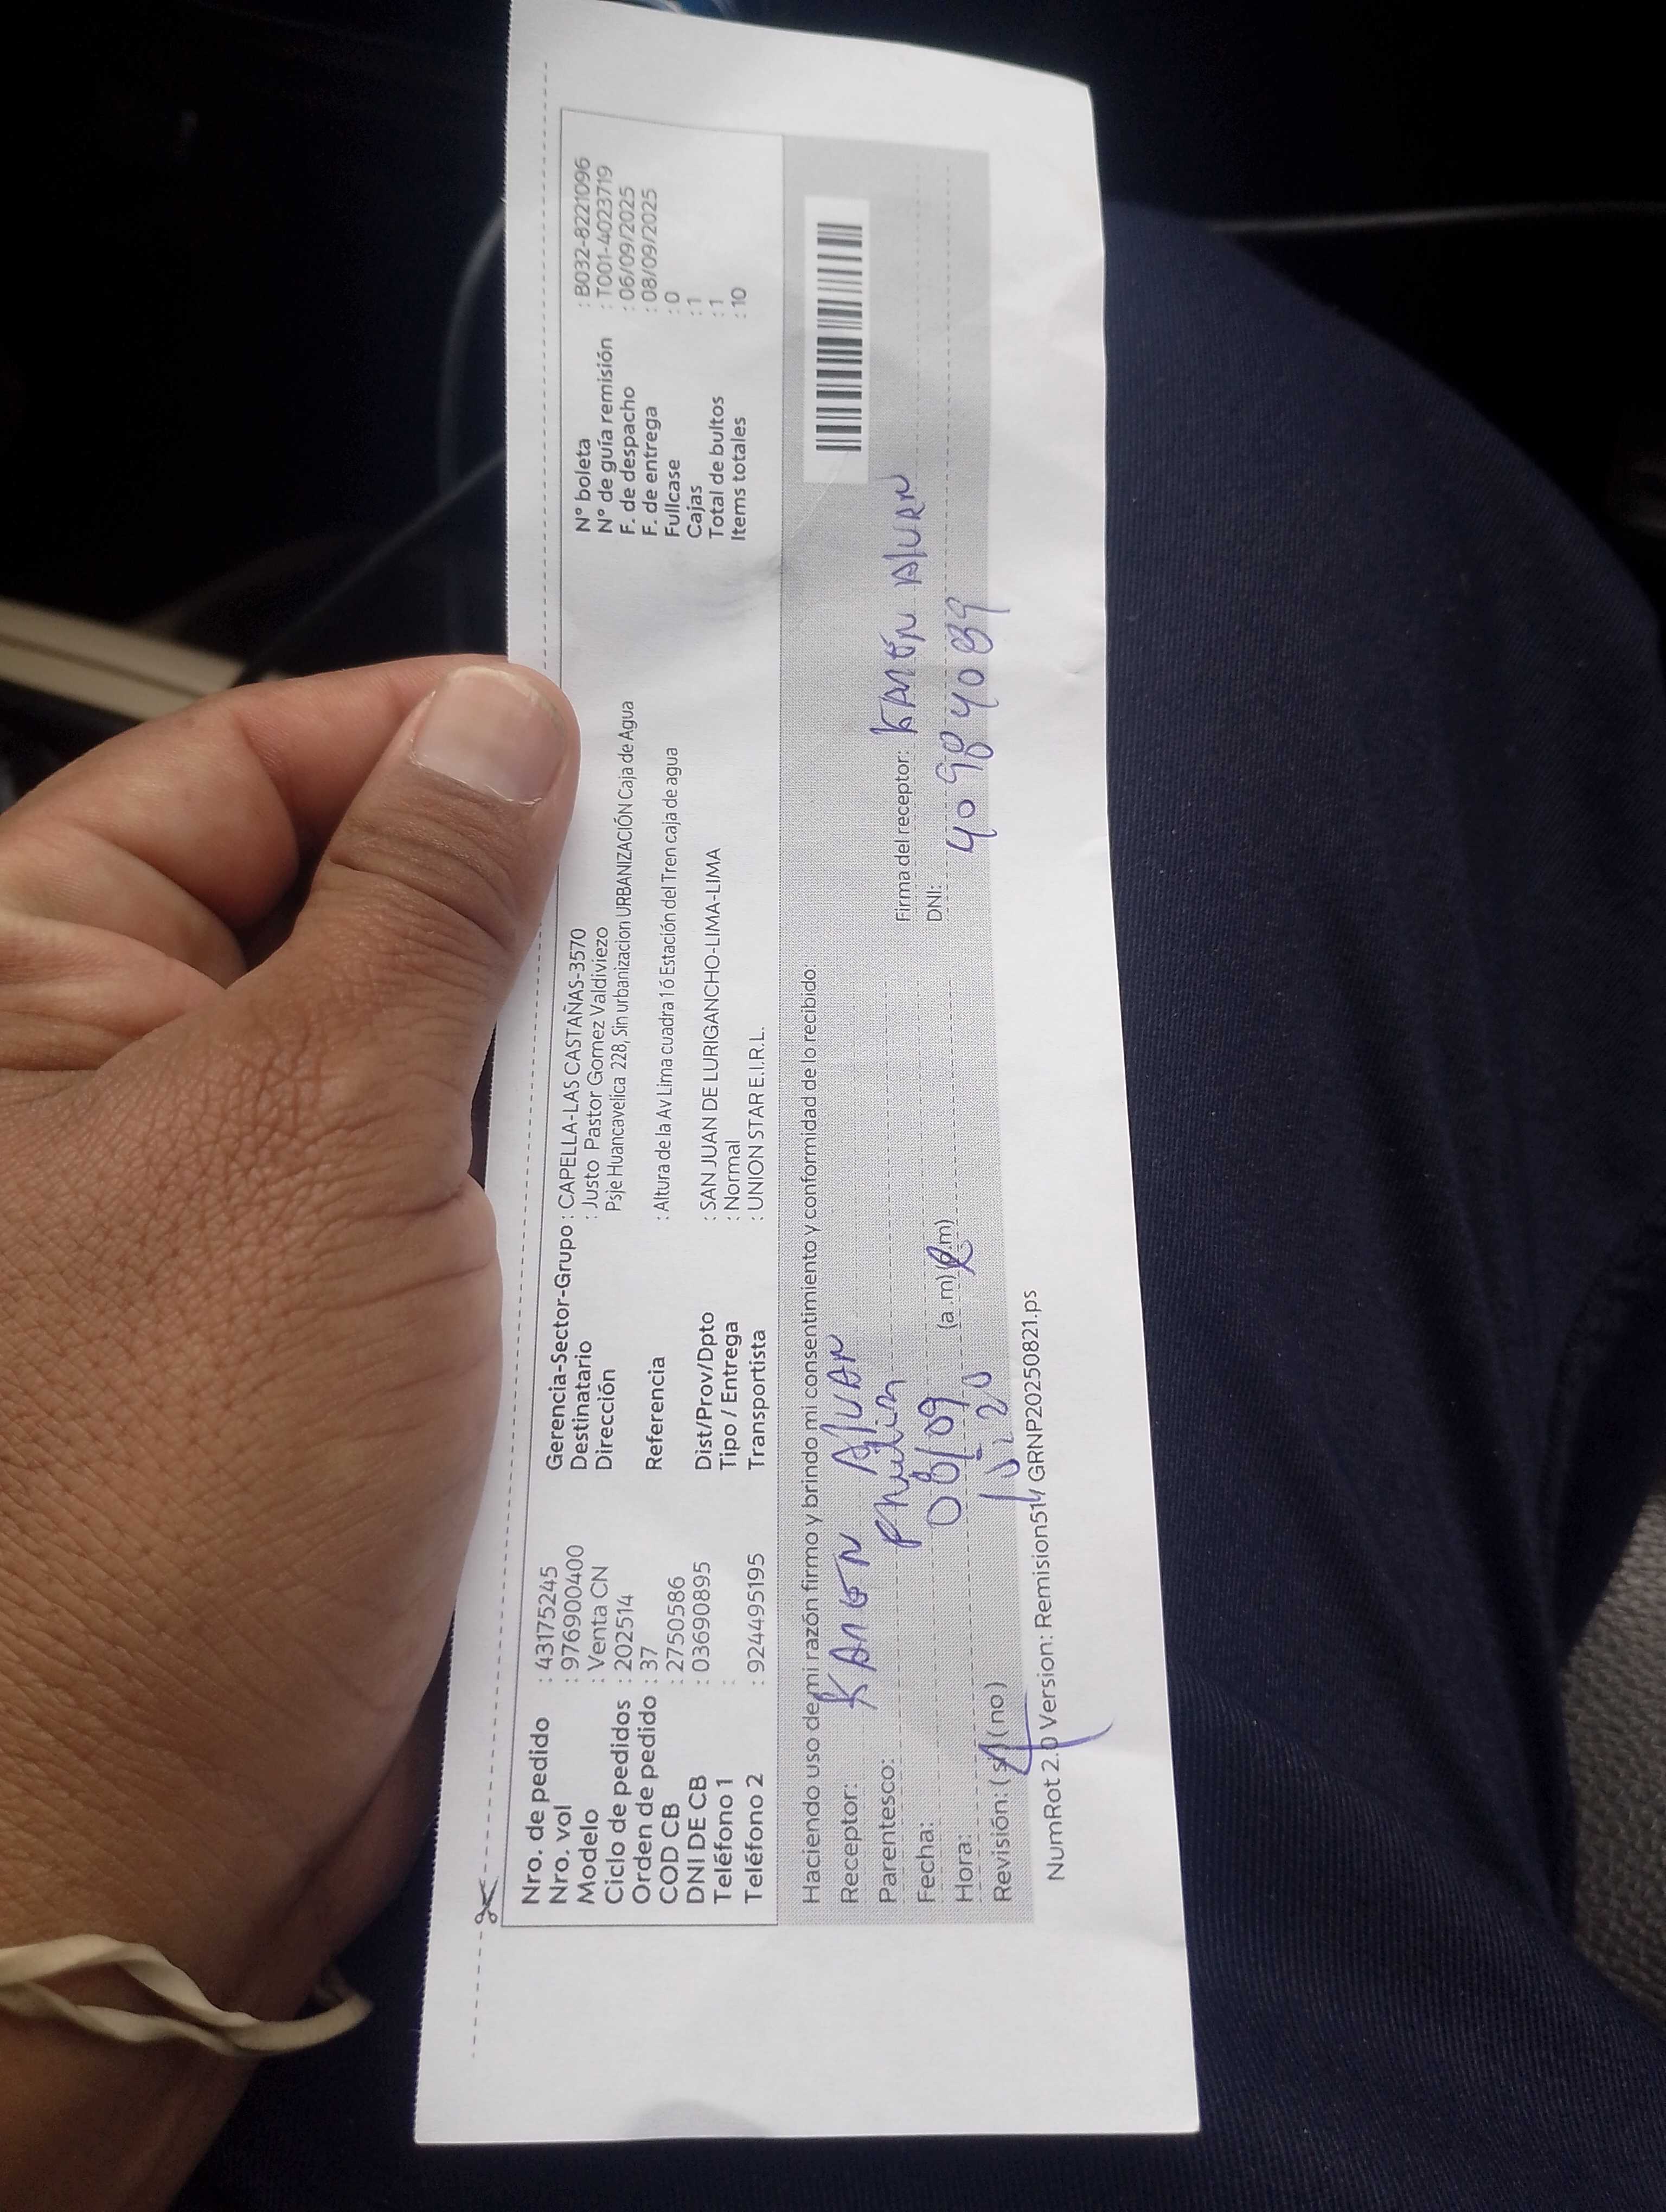 Nro. de pedido : 43175245
Nro. vol : 976900400
Modelo : Venta CN
Ciclo de pedidos : 202514
Orden de pedido : 37
COD CB : 2750586
DNI DE CB : 03690895
Teléfono 1 :
Teléfono 2 : 924495195
Gerencia-Sector-Grupo : CAPELLA-LAS CASTAÑAS-3570
Destinatario : Justo Pastor Gomez Valdiviezo
Dirección Psje Huancavelica 228, Sin urbanizacion URBANIZACIÓN Caja de Agua
Referencia : Altura de la Av Lima cuadra 16 Estación del Tren caja de agua
Dist/Prov/Dpto : SAN JUAN DE LURIGANCHO-LIMA-LIMA
Tipo / Entrega : Normal
Transportista : UNION STAR E.I.R.L.
N° boleta : B032-8221096
N° de guía remisión : T001-4023719
F. de despacho : 06/09/2025
F. de entrega : 08/09/2025
Fullcase : 0
Cajas : 1
Total de bultos : 1
Items totales : 10
Haciendo uso de mi razón firmo y brindo mi consentimiento y conformidad de lo recibido:
Receptor:
Parentesco:
Fecha: 08/09
Hora: (a.m) (p.m)
Revisión: (si) (no)
Firma del receptor:
DNI:
NumRot 2.0 Version: GRNP20250821.ps